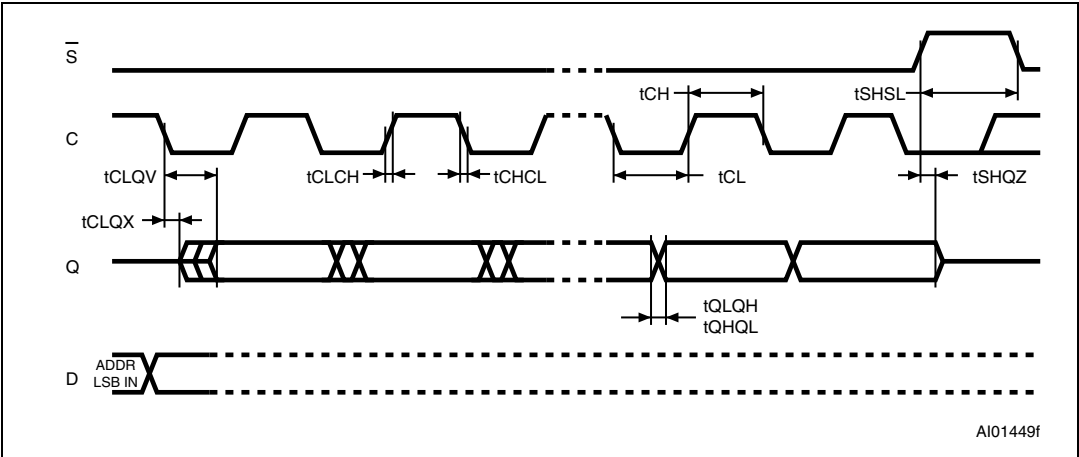 S
tCH
tSHSL
C
tCLQV
tCLCH
tCHCL
tCL
tSHQZ
tCLQX
Q
tQLQH
tQHQL
D
ADDR
LSB IN
AI01449f